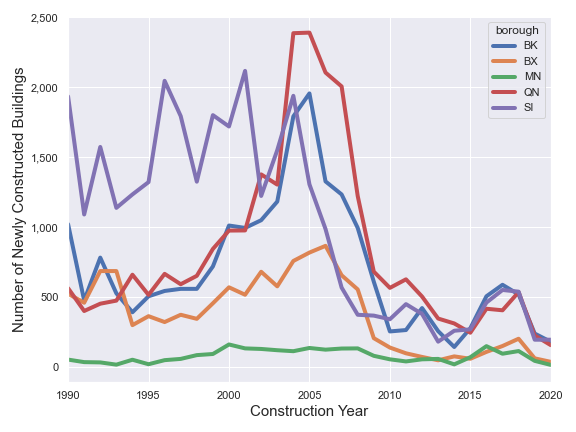 2,500
2,000
1,500
1,000
500
0
Number of Newly Constructed Buildings
borough
BK
BX
MN
QN
SI
1990 1995 2000 2005 2010 2015 2020
Construction Year